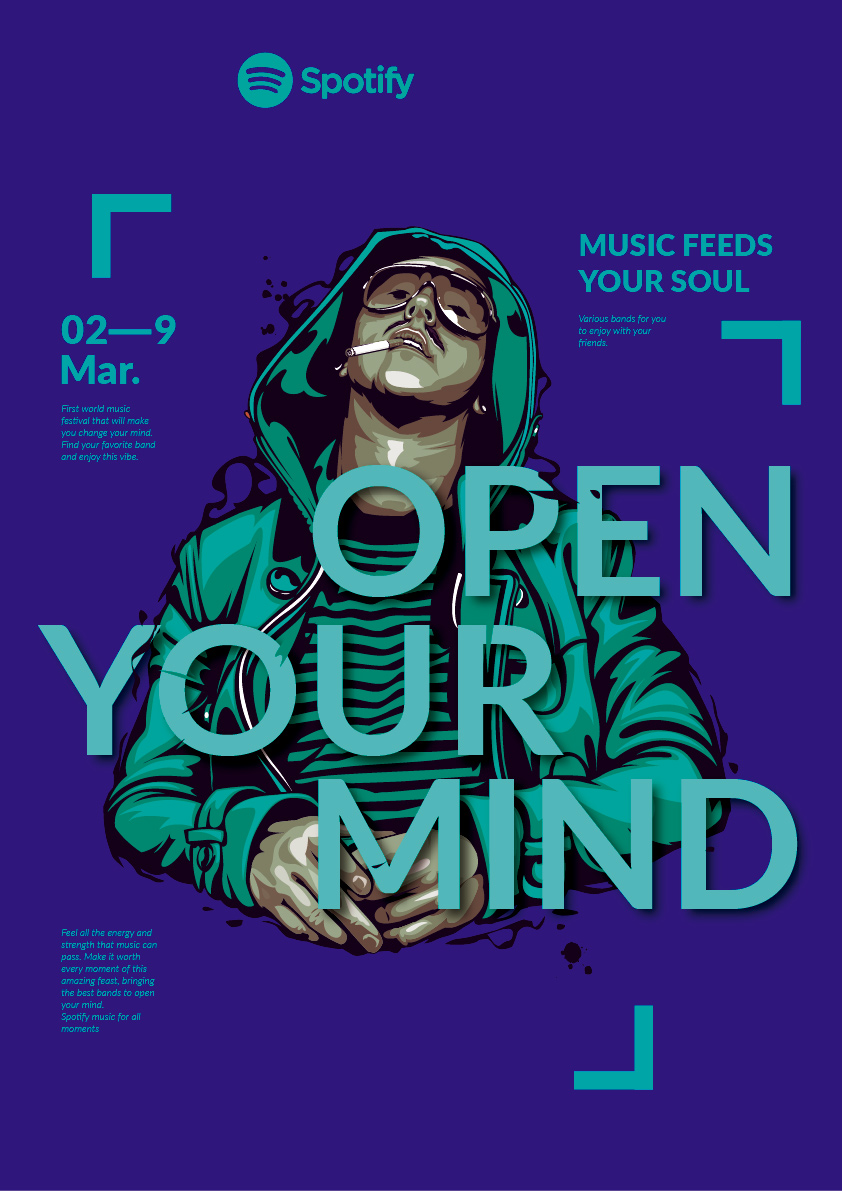 Spotify
MUSIC FEEDS
YOUR SOUL
Various bands for you
to enjoy with your
friends.
02—9
Mar.
First world music
festival that will make
you change your mind.
Find your favorite band
and enjoy this vibe.
OPEN
YOUR
MIND
Feel all the energy and
strength that music can
pass. Make it worth
every moment of this
amazing feast, bringing
the best bands to open
your mind.
Spotify music for all
moments